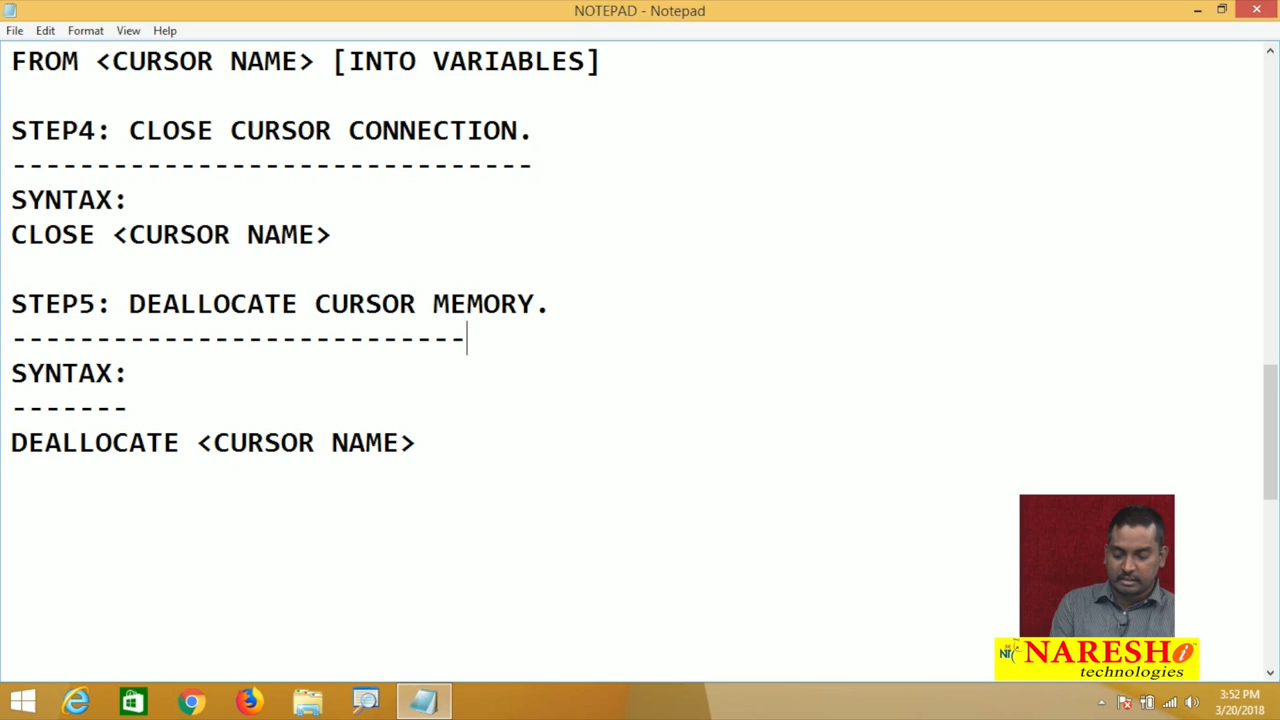 NOTEPAD - Notepad
File Edit Format View Help
FROM <CURSOR NAME> [INTO VARIABLES]
STEP4: CLOSE CURSOR CONNECTION.
-------------------------------
SYNTAX:
CLOSE <CURSOR NAME>
STEP5: DEALLOCATE CURSOR MEMORY.
---------------------------
SYNTAX:
-------
DEALLOCATE <CURSOR NAME>
NARESH i
technologies
3:52 PM
3/20/2018